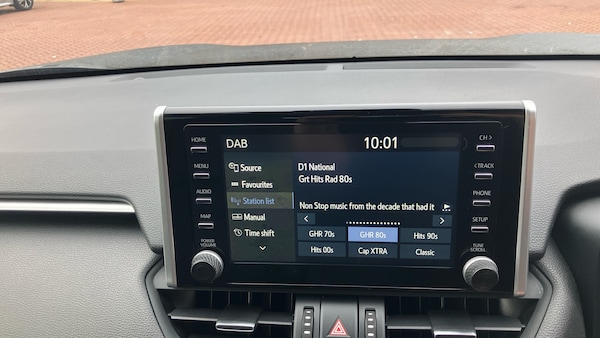 DAB
10:01
HOME
MENU
AUDIO
MAP
POWER
VOLUME
Source
Favourites
Station list
Manual
Time shift
D1 National
Grt Hits Rad 80s
Non Stop music from the decade that had it
GHR 70s GHR 80s Hits 90s
Hits 00s Cap XTRA Classic
CH >
< TRACK
PHONE
SETUP
TUNE
SCROLL